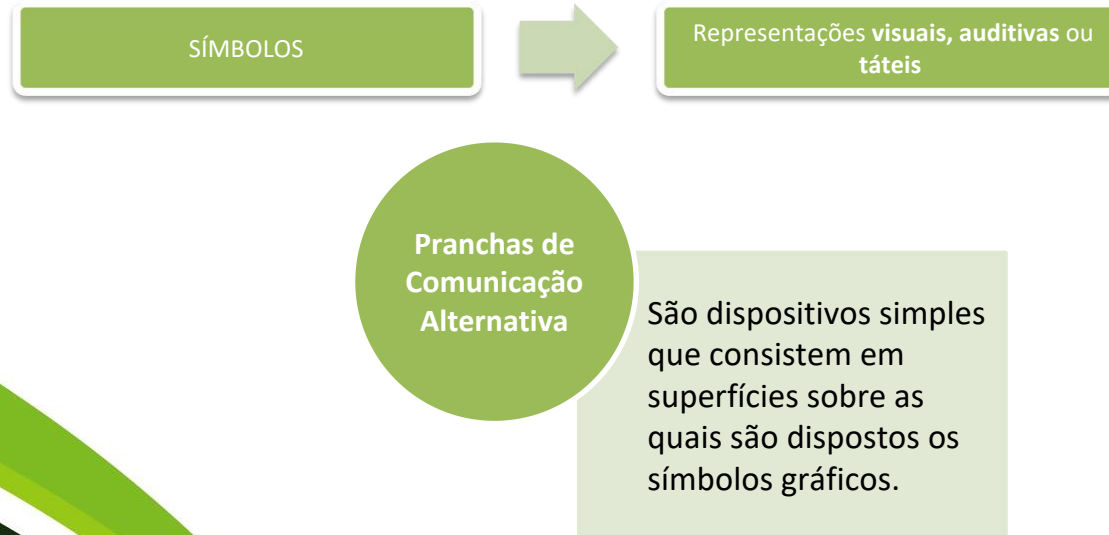 SÍMBOLOS
Representações visuais, auditivas ou
táteis
Pranchas de
Comunicação
Alternativa
São dispositivos simples
que consistem em
superfícies sobre as
quais são dispostos os
símbolos gráficos.